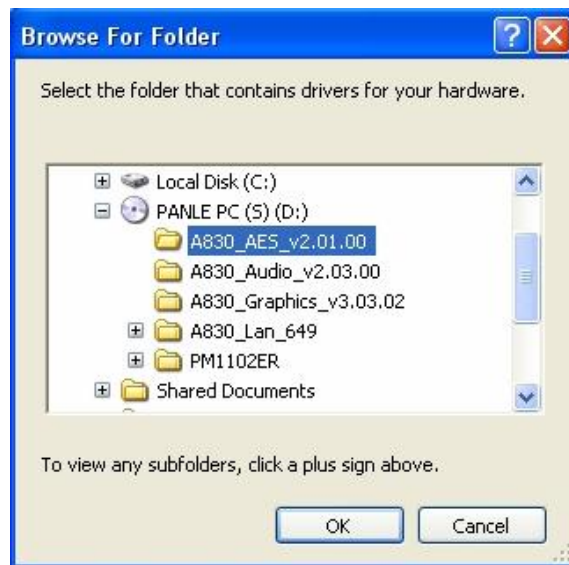 Browse For Folder
Select the folder that contains drivers for your hardware.
Local Disk (C:)
PANLE PC (S) (D:)
A830_AES_v2.01.00
A830_Audio_v2.03.00
A830_Graphics_v3.03.02
A830_Lan_649
PM1102ER
Shared Documents
To view any subfolders, click a plus sign above.
OK Cancel